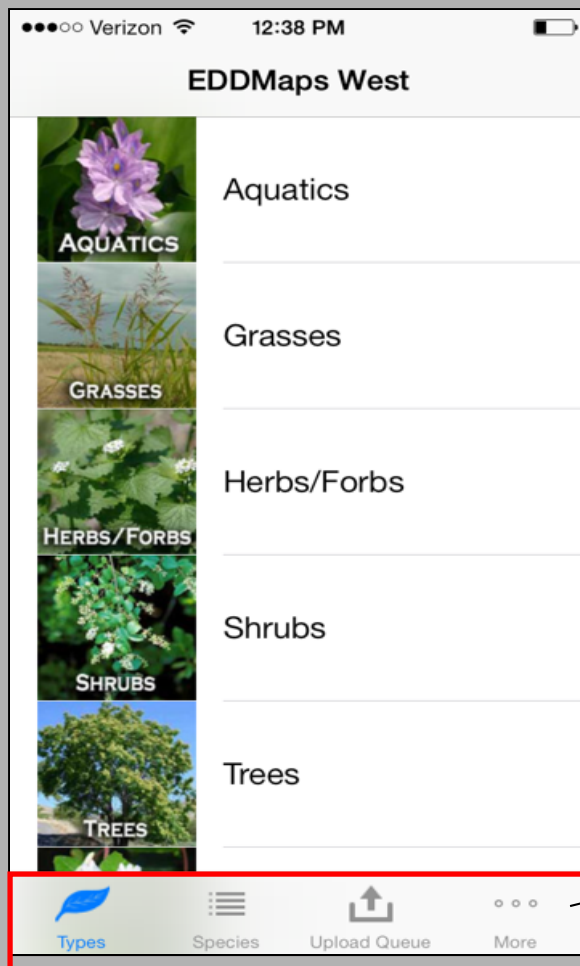 Verizon 12:38 PM
EDDMaps West
AQUATICS
Aquatics
GRASSES
Grasses
HERBS/FORBS
Herbs/Forbs
SHRUBS
Shrubs
TREES
Trees
Types Species Upload Queue More